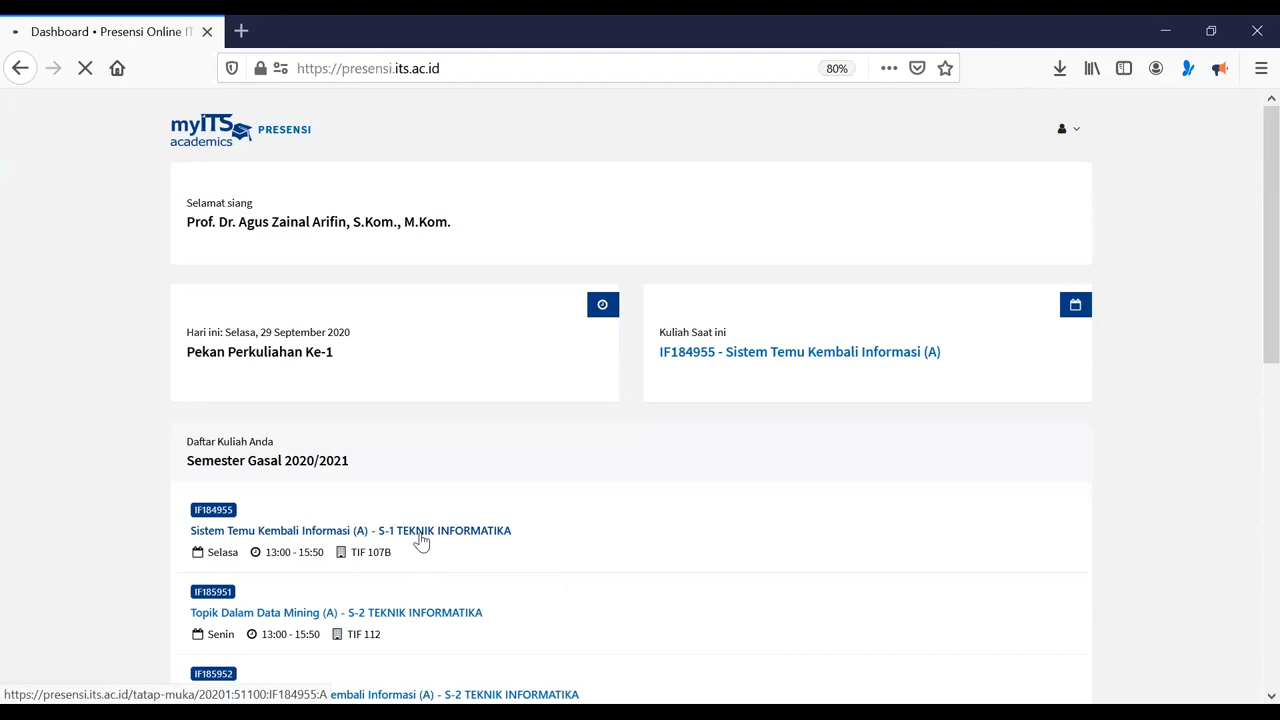 Dashboard • Presensi Online IT
https://presensi.its.ac.id
80%
myITS
academics
PRESENSI
Selamat siang
Prof. Dr. Agus Zainal Arifin, S.Kom., M.Kom.
Hari ini: Selasa, 29 September 2020
Pekan Perkuliahan Ke-1
Kuliah Saat ini
IF184955 - Sistem Temu Kembali Informasi (A)
Daftar Kuliah Anda
Semester Gasal 2020/2021
IF184955
Sistem Temu Kembali Informasi (A) - S-1 TEKNIK INFORMATIKA
Selasa 13:00 - 15:50 TIF 107B
IF185951
Topik Dalam Data Mining (A) - S-2 TEKNIK INFORMATIKA
Senin 13:00 - 15:50 TIF 112
IF185952
embali Informasi (A) - S-2 TEKNIK INFORMATIKA
https://presensi.its.ac.id/tatap-muka/20201:51100:IF184955:A